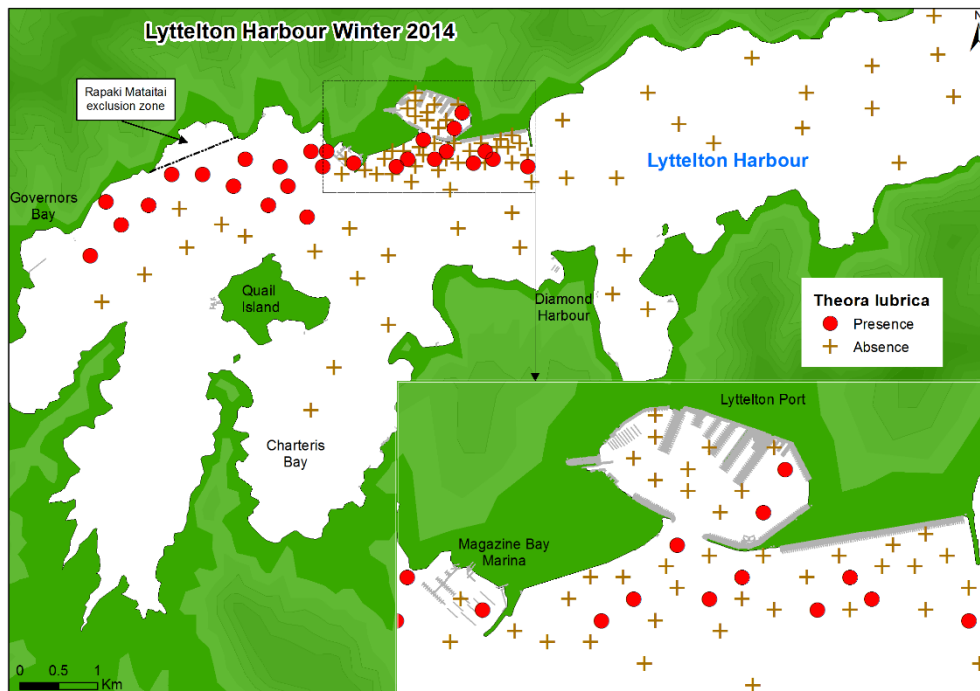 Lyttelton Harbour Winter 2014
N
Rapaki Mataitai
exclusion zone
Lyttelton Harbour
Governors
Bay
Quail
Island
Diamond
Harbour
Theora lubrica
Presence
Absence
Charteris
Bay
Lyttelton Port
Magazine Bay
Marina
0 0.5 1
Km